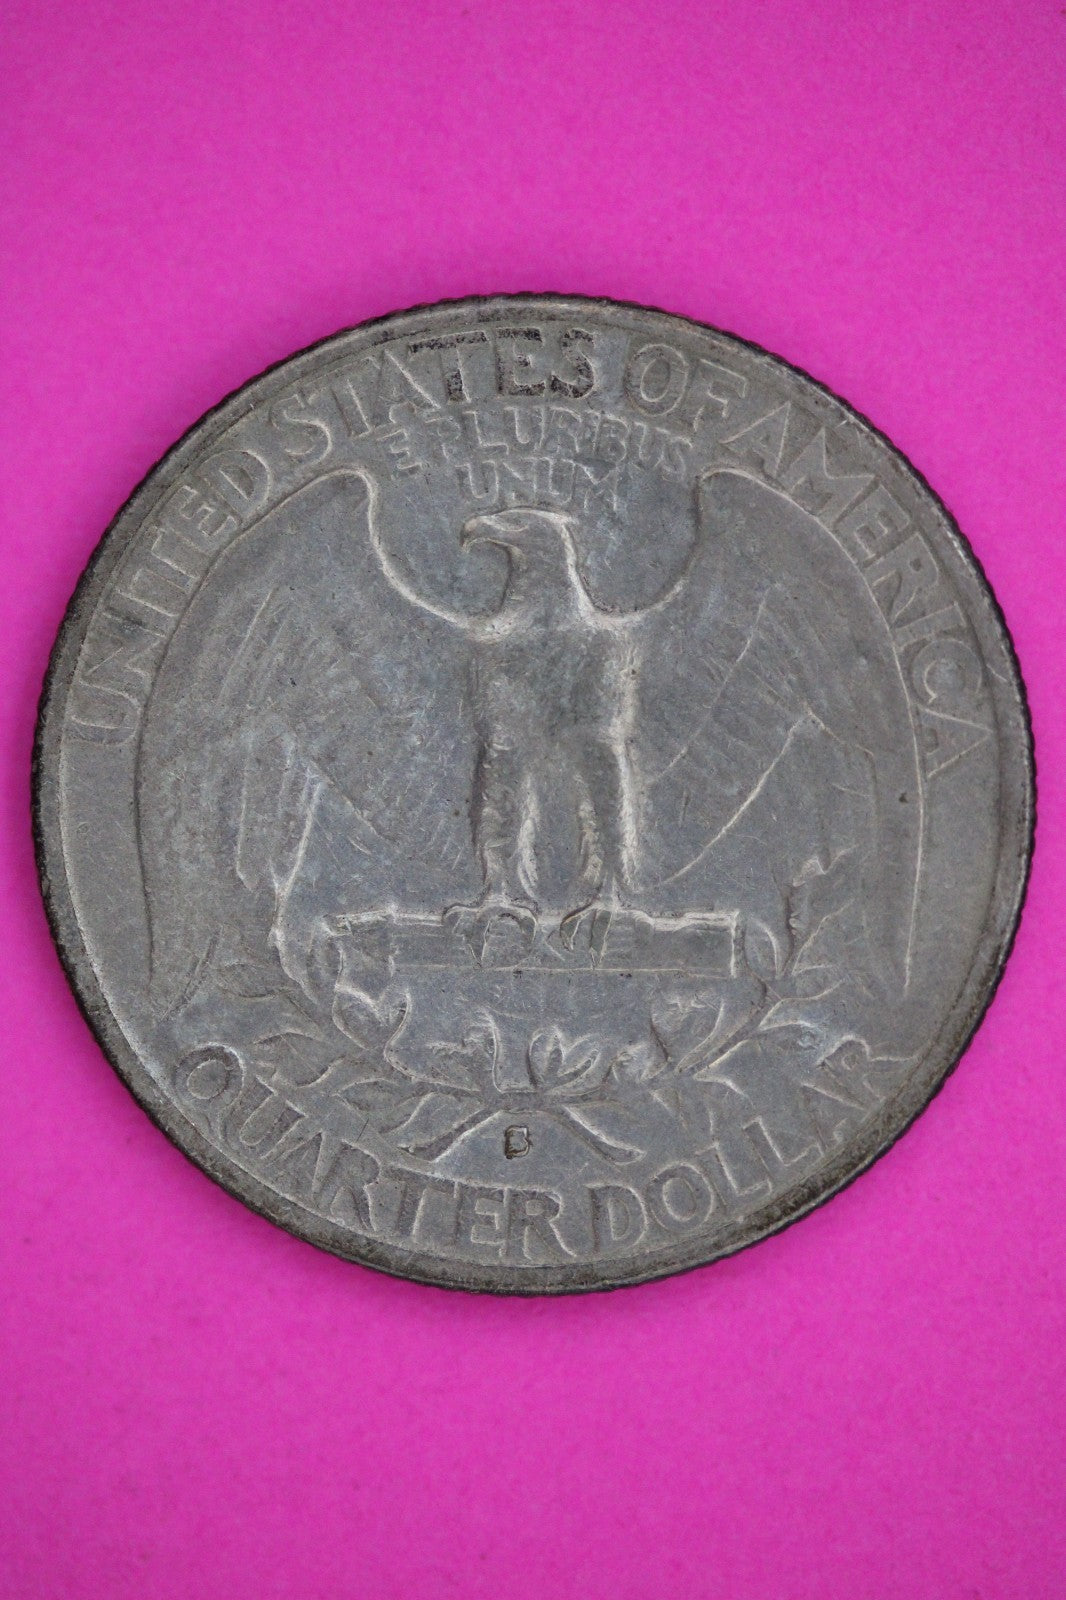 UNITED STATES OF AMERICA
E PLURIBUS
UNUM
QUARTER DOLLAR